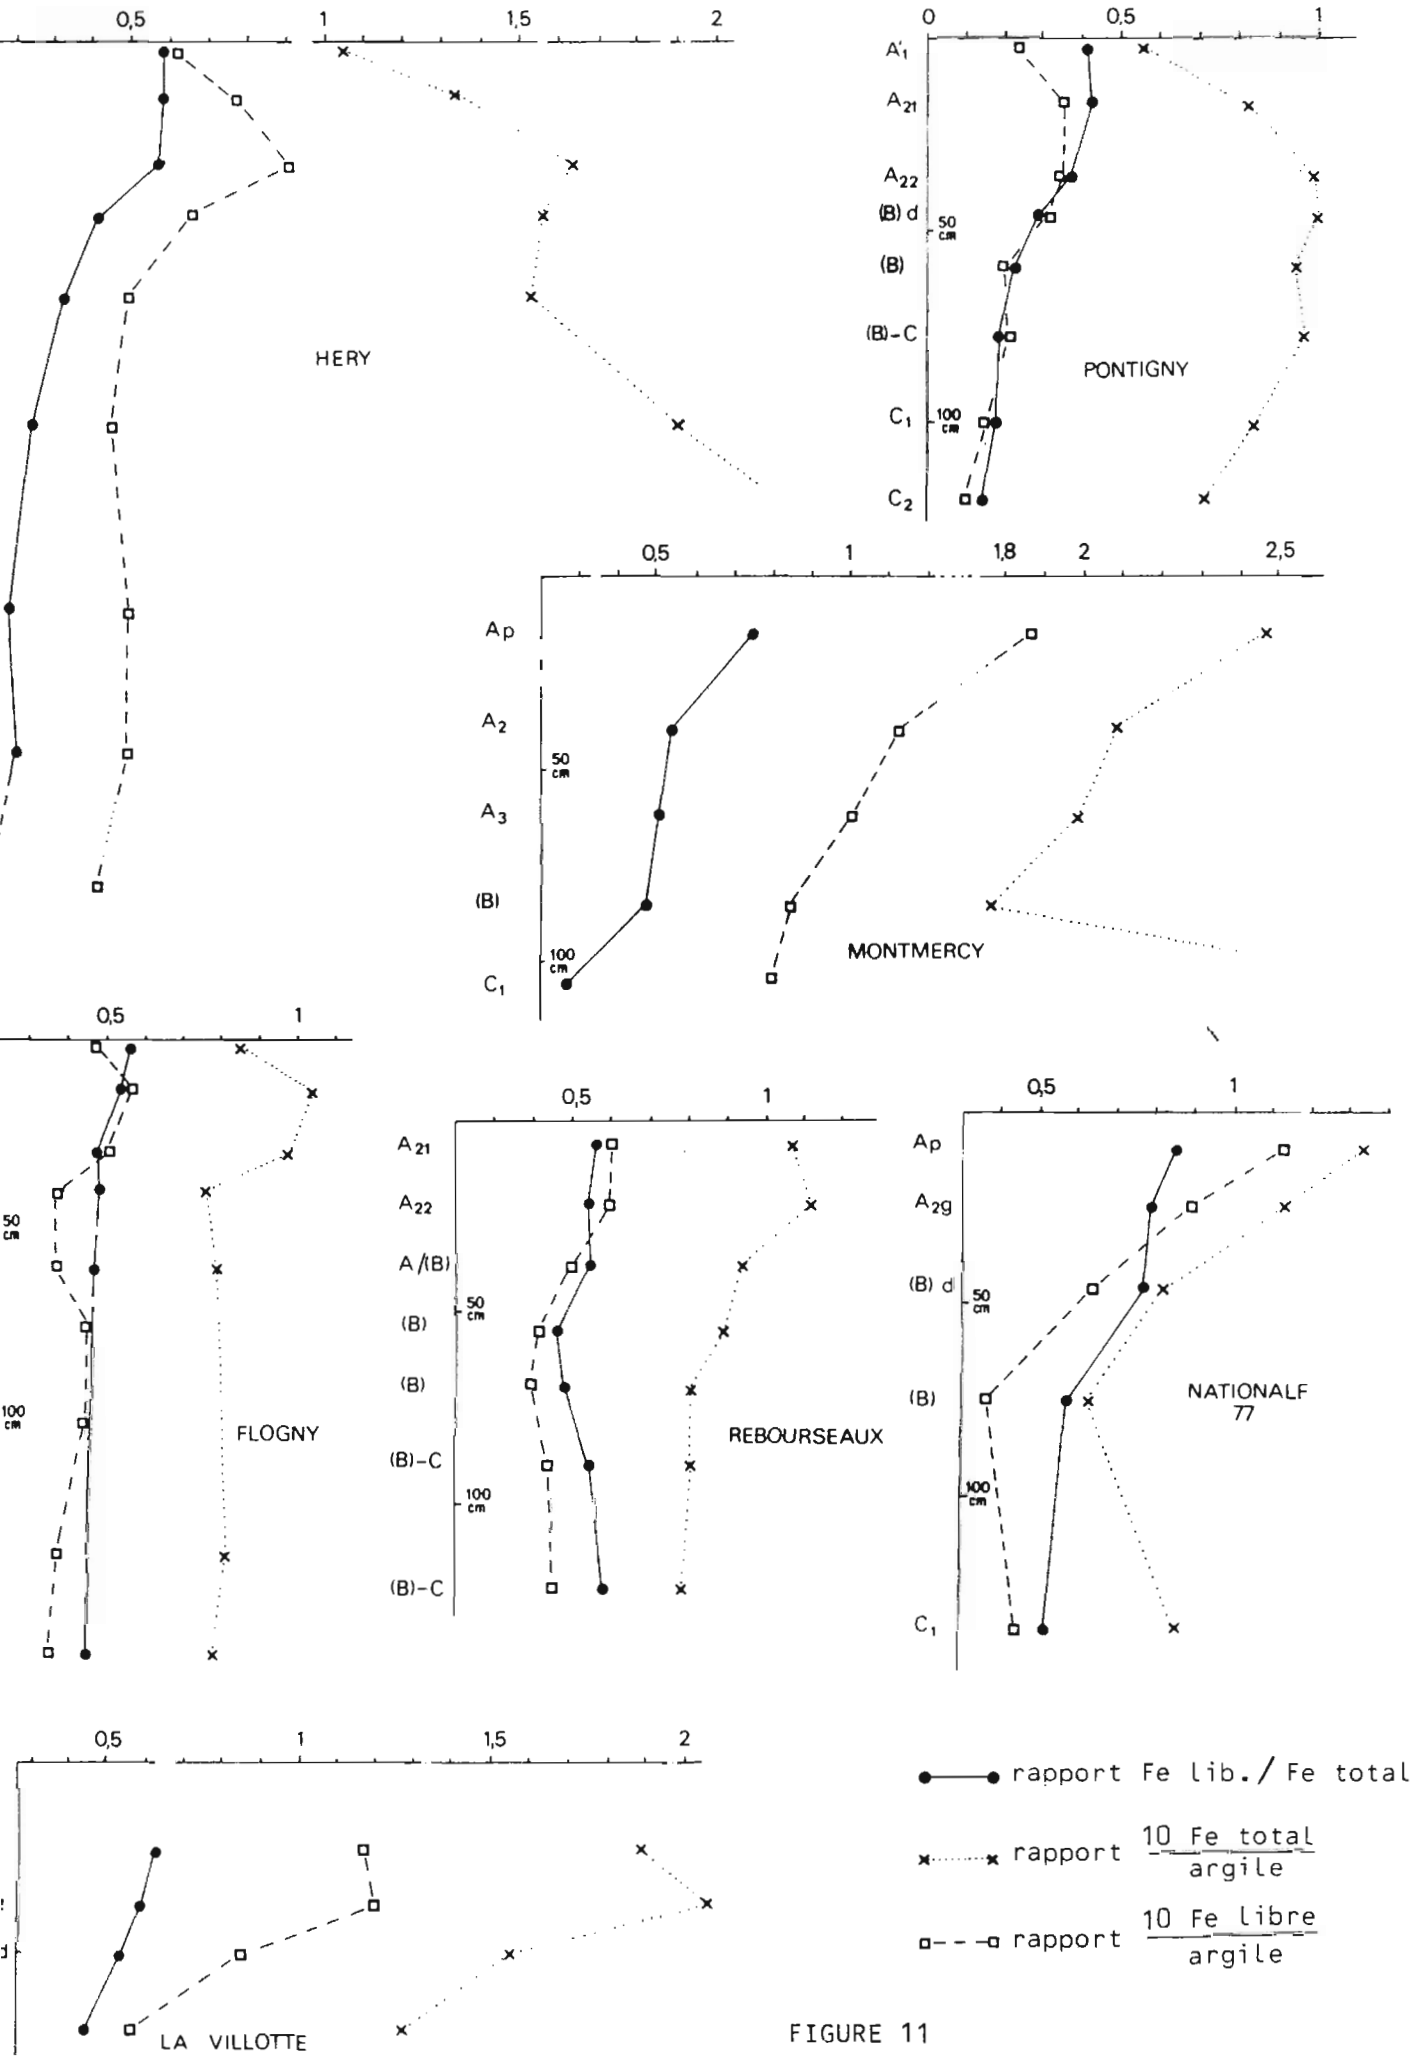 0,5 1 1,5 2
HERY
0 0,5 1
A'1
A21
A22
(B) d
50 cm
(B)
(B)-C
PONTIGNY
C1
100 cm
C2
0,5 1 1,8 2 2,5
Ap
A2
50 cm
A3
(B)
MONTMERCY
100 cm
C1
0,5 1
50 cm
100 cm
FLOGNY
0,5 1
A21
A22
A/(B)
50 cm
(B)
(B)
REBOURSEAUX
(B)-C
100 cm
(B)-C
0,5 1
Ap
A2g
(B) d
50 cm
(B)
NATIONALE
77
100 cm
C1
0,5 1 1,5 2
d
LA VILLOTTE
rapport Fe lib./ Fe total
rapport 10 Fe total
argile
rapport 10 Fe libre
argile
FIGURE 11